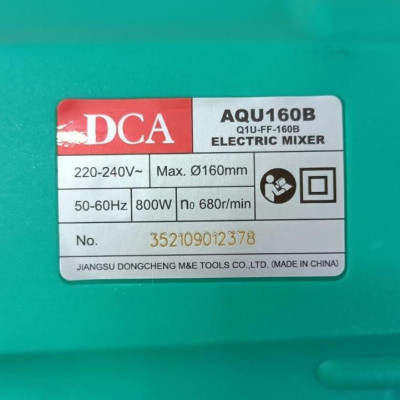 DCA
AQU160B
Q1U-FF-160B
ELECTRIC MIXER
220-240V~ Max. Ø160mm
50-60Hz 800W n₀ 680r/min
No. 352109012378
JIANGSU DONGCHENG M&E TOOLS CO.,LTD. (MADE IN CHINA)